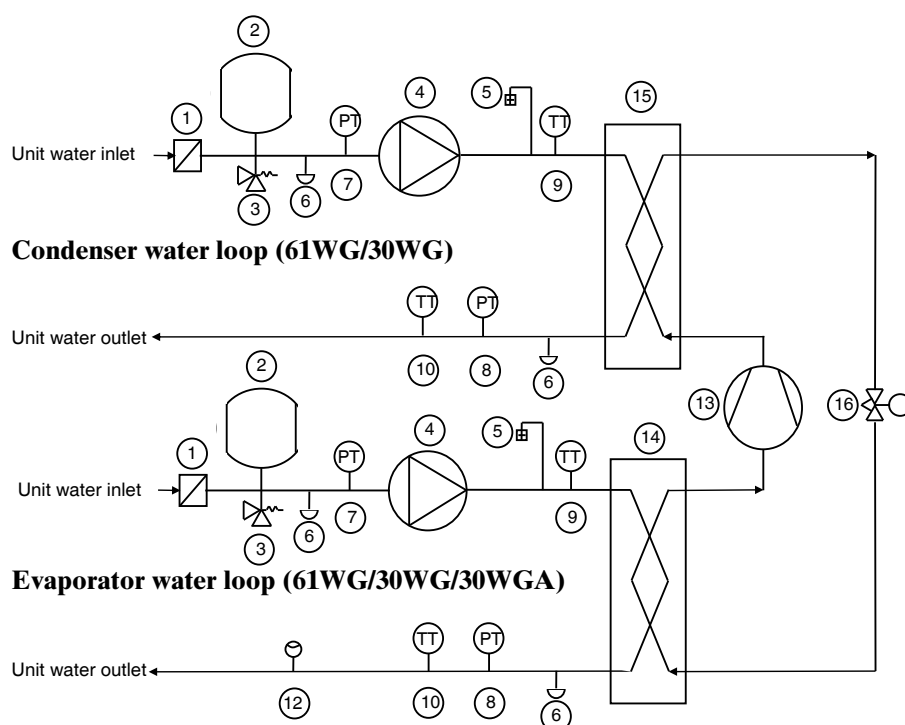 2
4
5
15
1
PT
TT
Unit water inlet
3
6
7
9
Condenser water loop (61WG/30WG)
TT
PT
Unit water outlet
10
8
6
2
13
16
4
5
14
1
PT
TT
Unit water inlet
3
6
7
9
Evaporator water loop (61WG/30WG/30WGA)
TT
PT
Unit water outlet
12
10
8
6